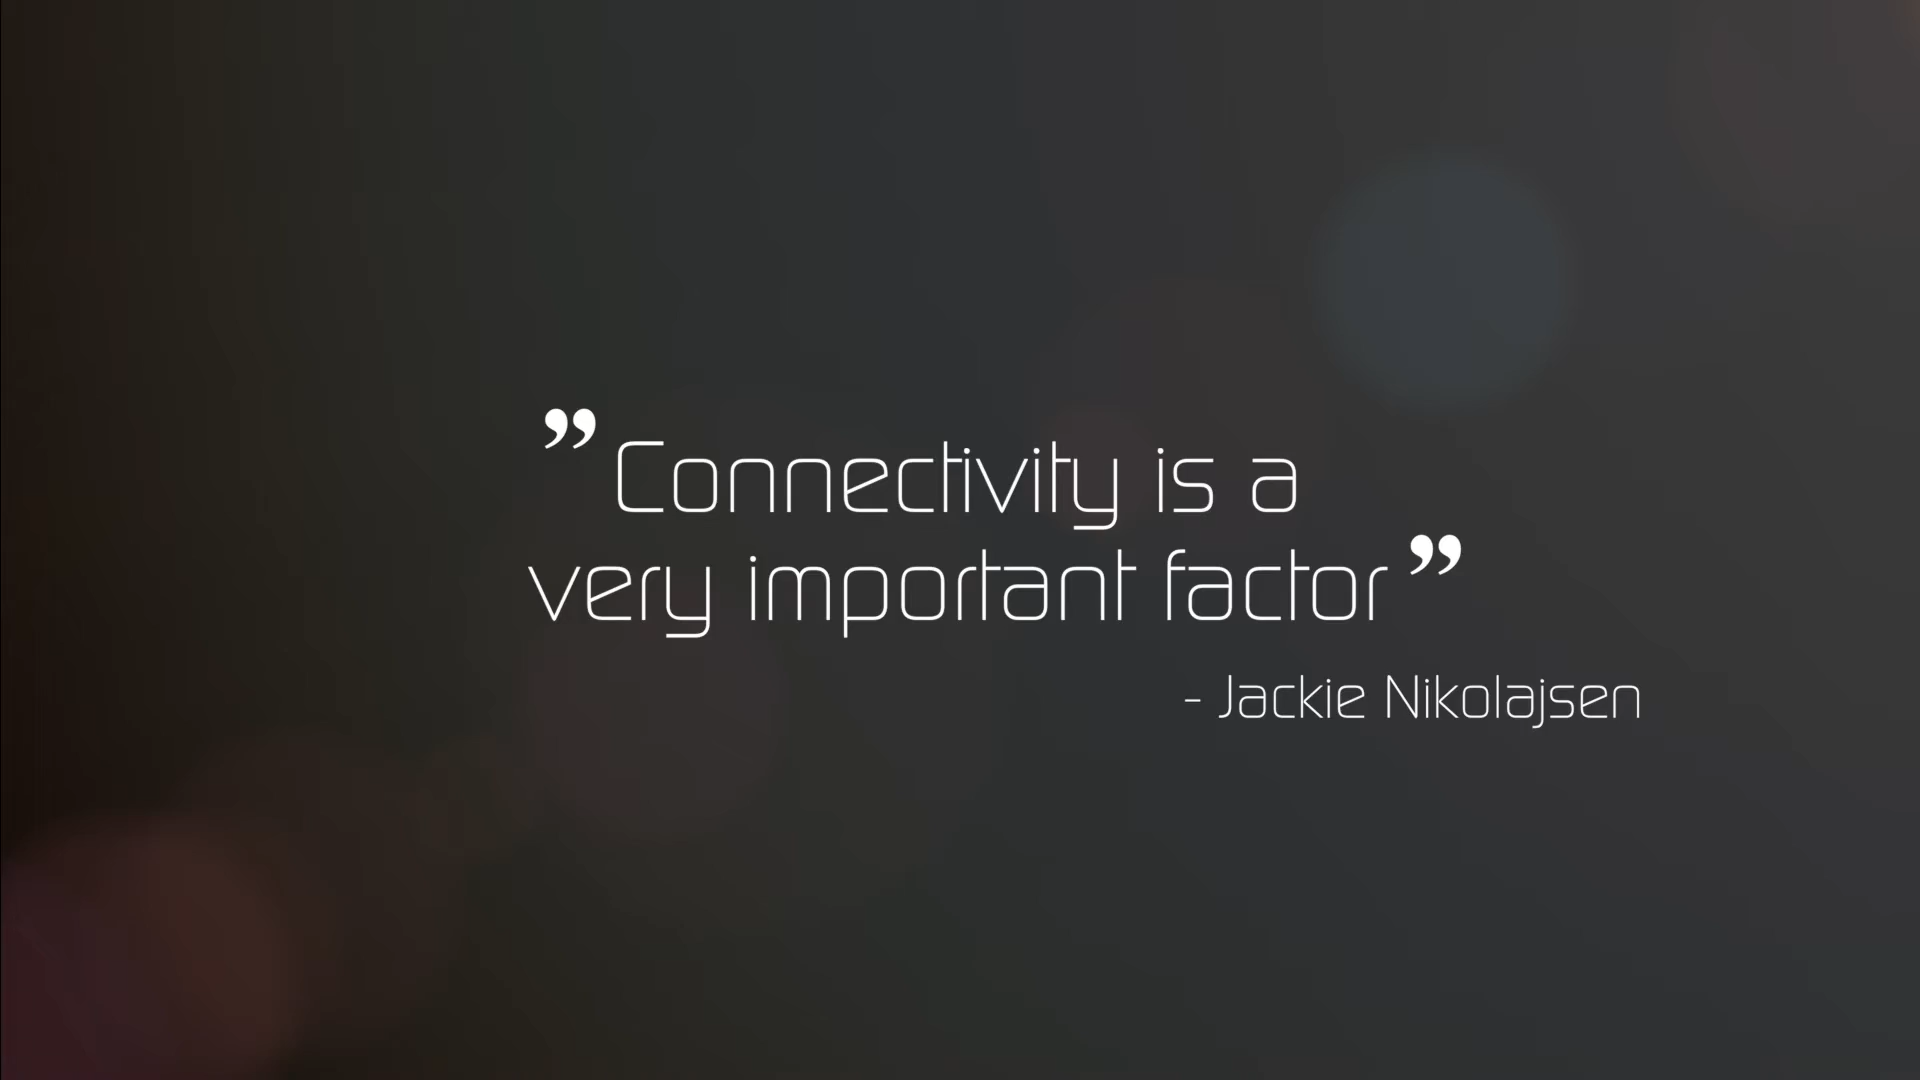 ”Connectivity is a
very important factor”
- Jackie Nikolajsen